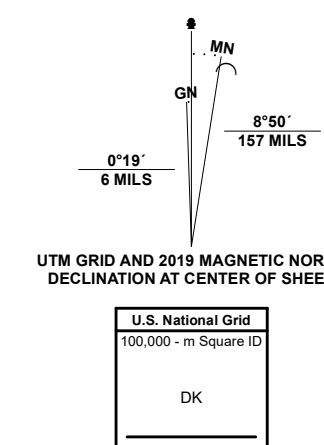 MN
GN
8°50´
157 MILS
0°19´
6 MILS
UTM GRID AND 2019 MAGNETIC NOR
DECLINATION AT CENTER OF SHEE
U.S. National Grid
100,000 - m Square ID
DK